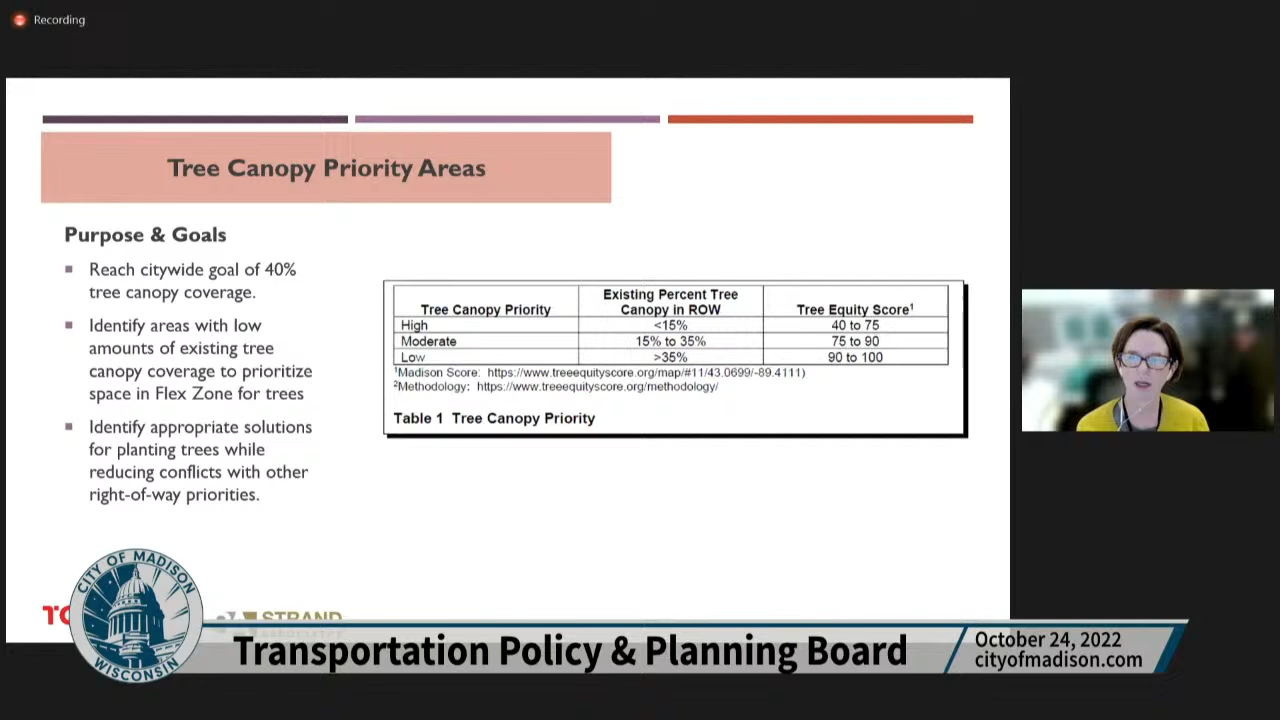 Recording
Tree Canopy Priority Areas
Purpose & Goals
Reach citywide goal of 40%
tree canopy coverage.
Identify areas with low
amounts of existing tree
canopy coverage to prioritize
space in Flex Zone for trees
Identify appropriate solutions
for planting trees while
reducing conflicts with other
right-of-way priorities.
Tree Canopy Priority Existing Percent Tree Canopy in ROW Tree Equity Score¹
High <15% 40 to 75
Moderate 15% to 35% 75 to 90
Low >35% 90 to 100
¹Madison Score: https://www.treeequityscore.org/map/#11/43.0699/-89.4111)
²Methodology: https://www.treeequityscore.org/methodology/
Table 1 Tree Canopy Priority
STRAND
CITY OF MADISON
WISCONSIN
Transportation Policy & Planning Board
October 24, 2022
cityofmadison.com